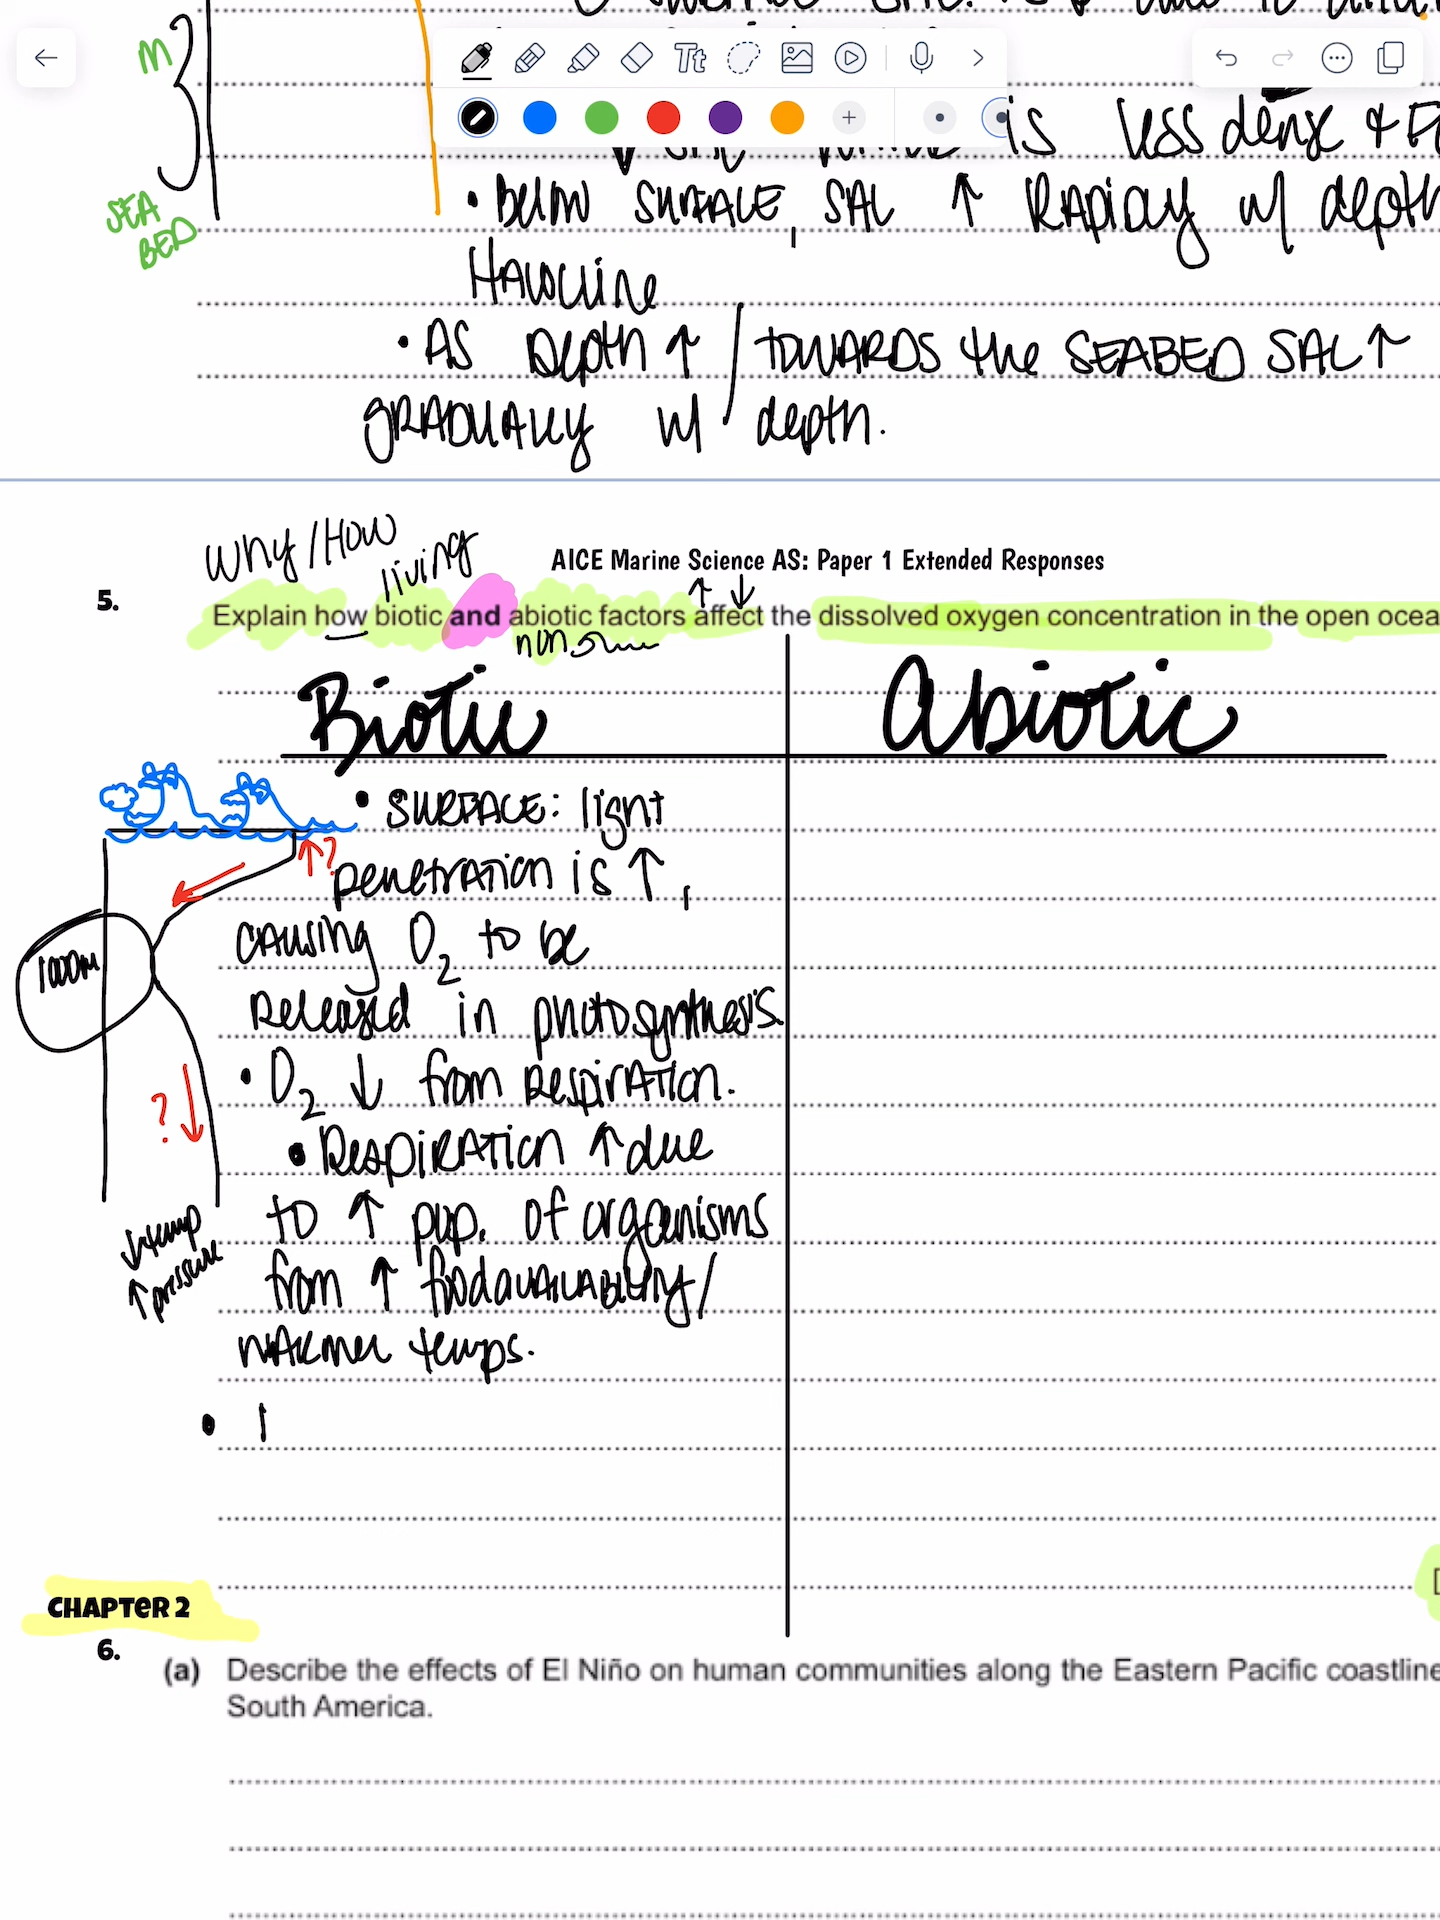 M
is less dense &
SEA
BED
• below SURFACE, SAL ↑ RApidly w/ depth
HAlocline
• AS Depth ↑ / TOWARDS the SEABED SAL ↑
gRADUALLY w/ depth.
Why / How
living
AICE Marine Science AS: Paper 1 Extended Responses
↑ ↓
5.
Explain how biotic and abiotic factors affect the dissolved oxygen concentration in the open ocea
non
Biotic
Abiotic
• SURFACE: light
↑?
penetration is ↑,
1000m
causing O2 to be
Released in photosynthesis.
• O2 ↓ from Respiration.
?
• Respiration ↑ due
to ↑ pop. of organisms
↓ temp
↑ pressure
from ↑ food availability/
warmer temps.
•
CHAPTER 2
6.
(a) Describe the effects of El Niño on human communities along the Eastern Pacific coastline
South America.